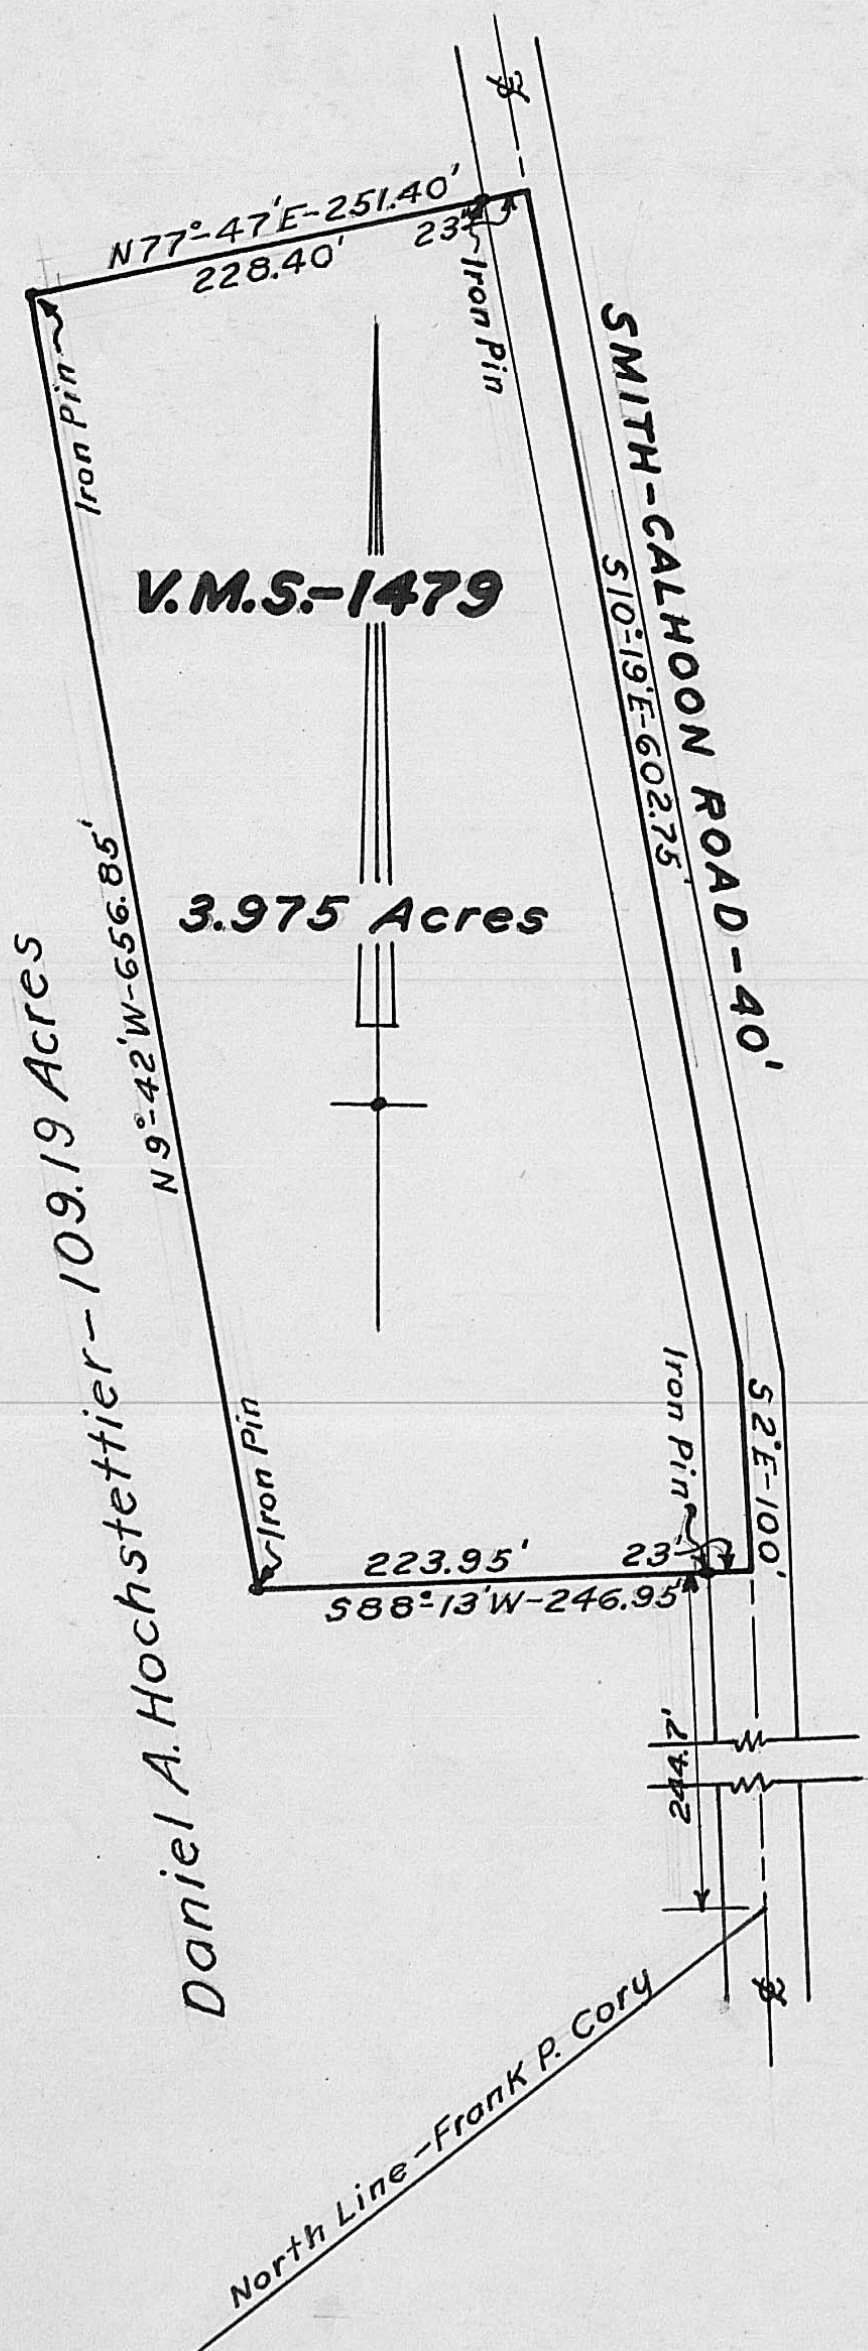 N77°-47'E-251.40'
228.40'
23'
Iron Pin
Iron Pin
SMITH-CALHOON ROAD-40'
S10°-19'E-602.75'
V.M.S.-1479
3.975 Acres
N9°-42'W-656.85'
Daniel A. Hochstettier-109.19 Acres
Iron Pin
Iron Pin
S2°E-100'
223.95'
23'
S88°-13'W-246.95'
244.7'
North Line-Frank P. Cory